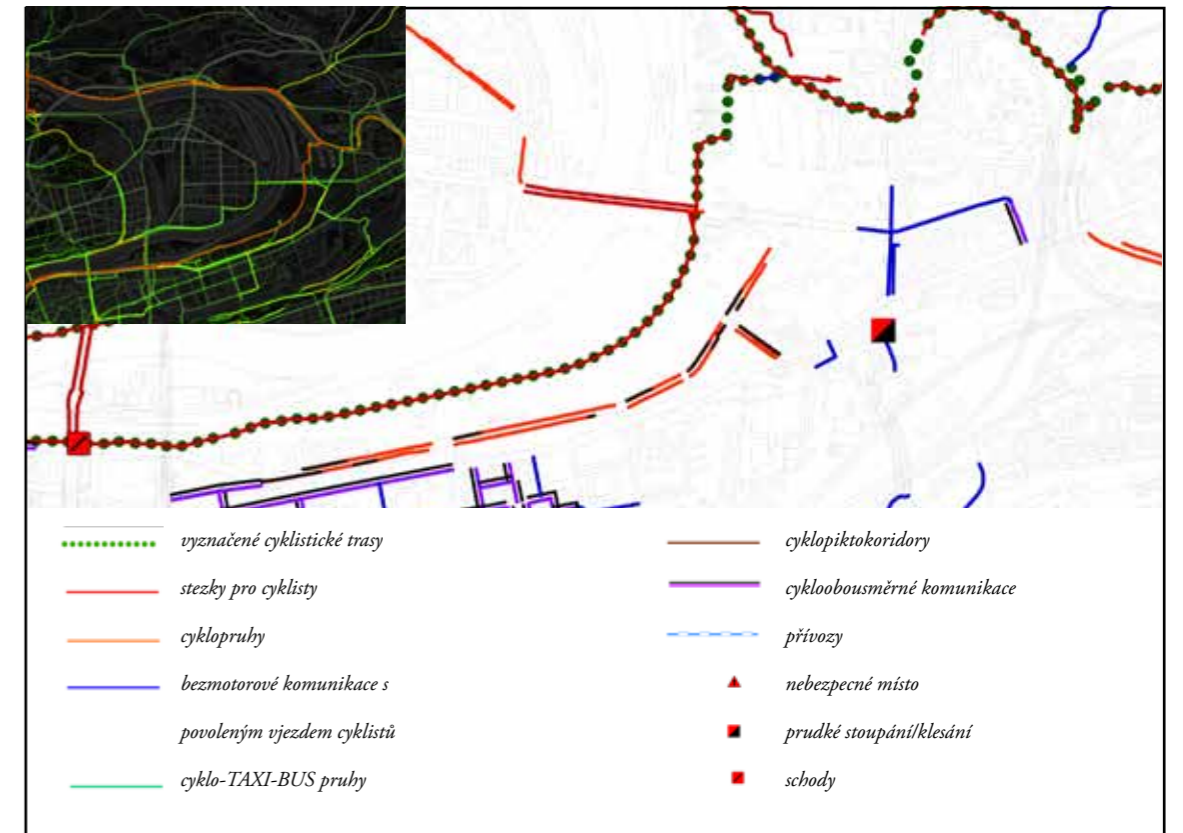 vyznačené cyklistické trasy
stezky pro cyklisty
cyklopruhy
bezmotorové komunikace s
povoleným vjezdem cyklistů
cyklo-TAXI-BUS pruhy
cyklopiktokoridory
cykloobousměrné komunikace
přívozy
nebezpecné místo
prudké stoupání/klesání
schody